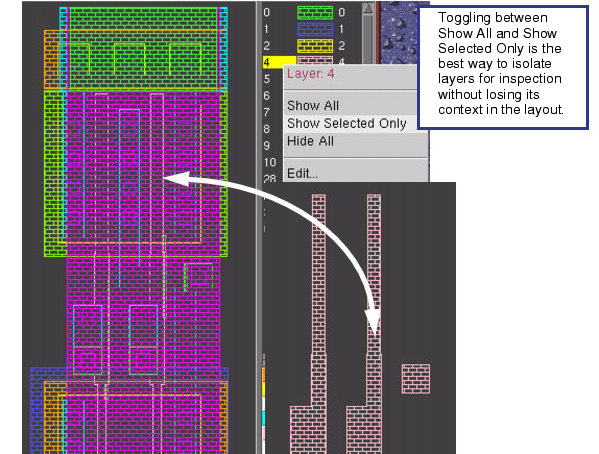 0 0
1 1
2 2
4 4
Layer: 4
5
6
7
8
9
10
28
Show All
Show Selected Only
Hide All
Edit...
Toggling between
Show All and Show
Selected Only is the
best way to isolate
layers for inspection
without losing its
context in the layout.